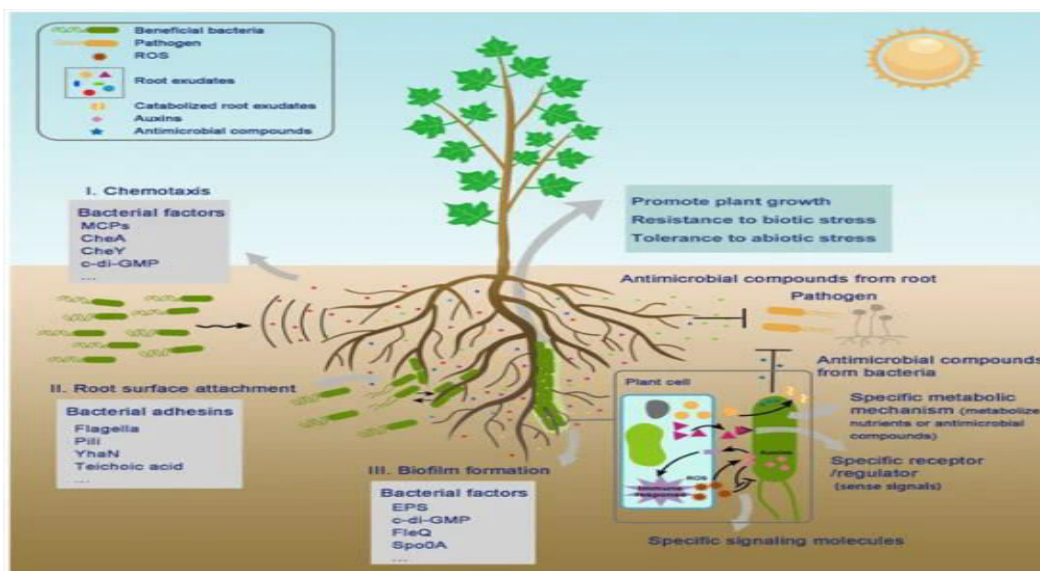 Beneficial bacteria
Pathogen
ROS
Root exudates
Catabolized root exudates
Auxins
Antimicrobial compounds
I. Chemotaxis
Bacterial factors
MCPs
CheA
CheY
c-di-GMP
...
Promote plant growth
Resistance to biotic stress
Tolerance to abiotic stress
Antimicrobial compounds from root
Pathogen
II. Root surface attachment
Bacterial adhesins
Flagella
Pili
YhaN
Teichoic acid
...
III. Biofilm formation
Bacterial factors
EPS
c-di-GMP
FleQ
Spo0A
...
Plant cell
Immune
response
ROS
Auxins
Antimicrobial compounds
from bacteria
Specific metabolic
mechanism (metabolize
nutrients or antimicrobial
compounds)
Specific receptor
/regulator
(sense signals)
Specific signaling molecules